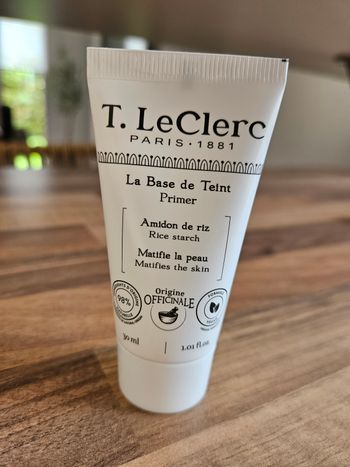 T. LeClerc
PARIS · 1881
La Base de Teint
Primer
Amidon de riz
Rice starch
Matifie la peau
Matifies the skin
98%
Origine
OFFICINALE
30 ml
1.01 fl.oz.